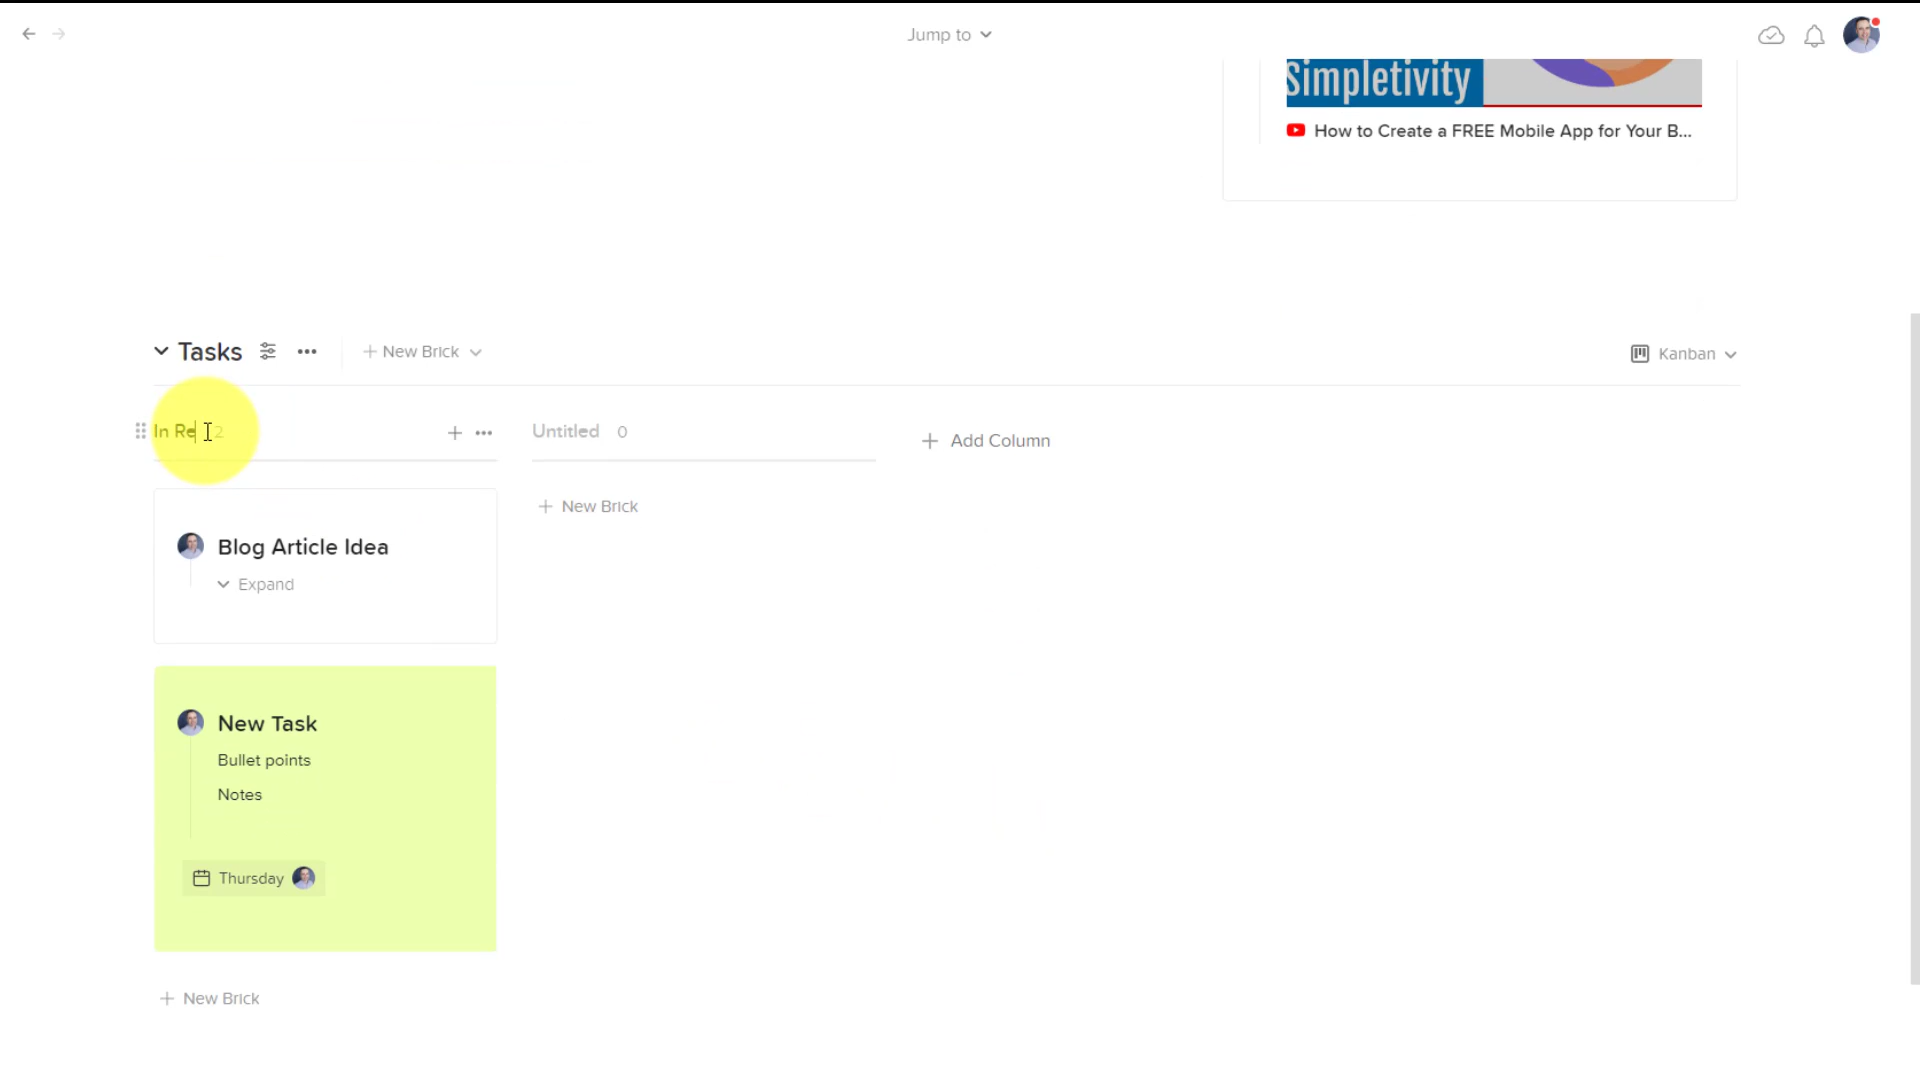 Jump to
Simpletivity
How to Create a FREE Mobile App for Your B...
Tasks
New Brick
Kanban
In Re 2
Untitled 0
Add Column
New Brick
Blog Article Idea
Expand
New Task
Bullet points
Notes
Thursday
New Brick